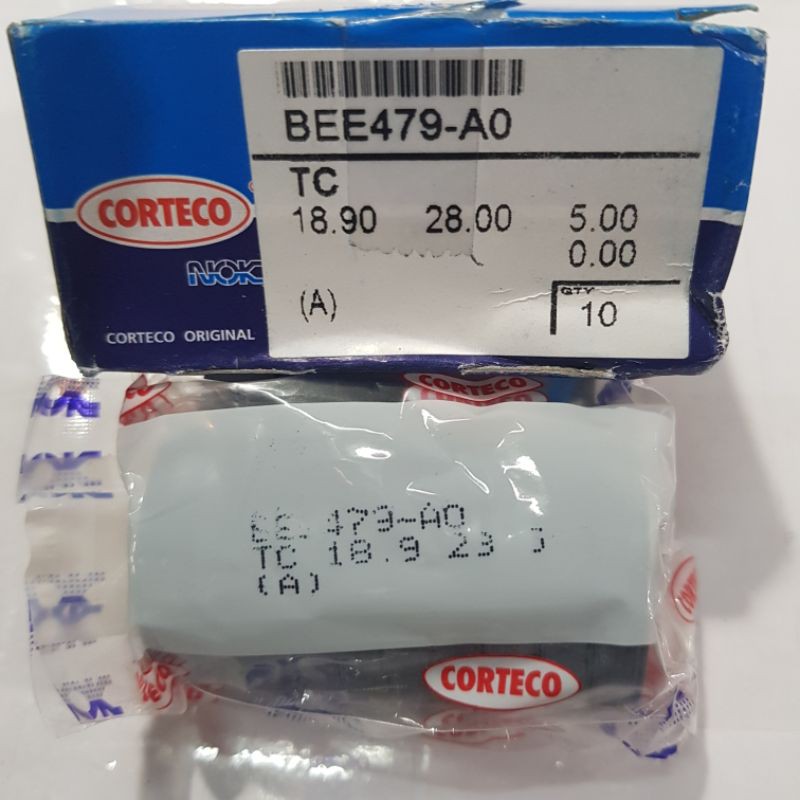 BEE479-A0
TC
18.90 28.00 5.00
0.00
(A)
QTY
10
CORTECO
NOK
CORTECO ORIGINAL
CORTECO
479-A0
TC 18.9
(A)
CORTECO